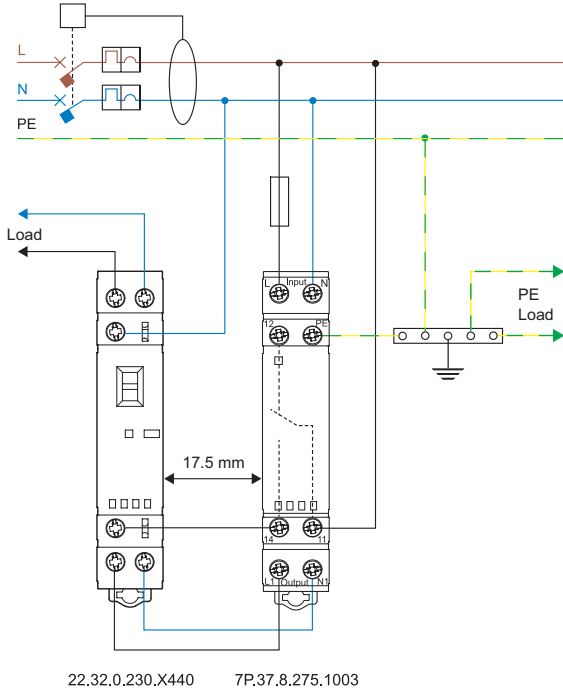 L
N
PE
Load
L Input N
12 PE
PE
Load
17.5 mm
14 11
L1 Output N1
22.32.0.230.X440 7P.37.8.275.1003